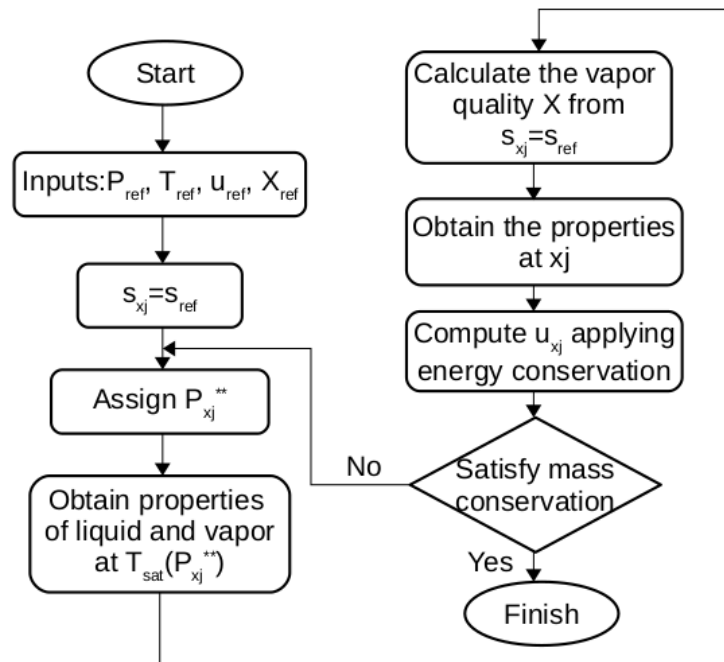 Start
Inputs:P_ref, T_ref, u_ref, X_ref
s_xj=s_ref
Assign P_xj**
Obtain properties
of liquid and vapor
at T_sat(P_xj**)
Calculate the vapor
quality X from
s_xj=s_ref
Obtain the properties
at xj
Compute u_xj applying
energy conservation
Satisfy mass
conservation
No
Yes
Finish